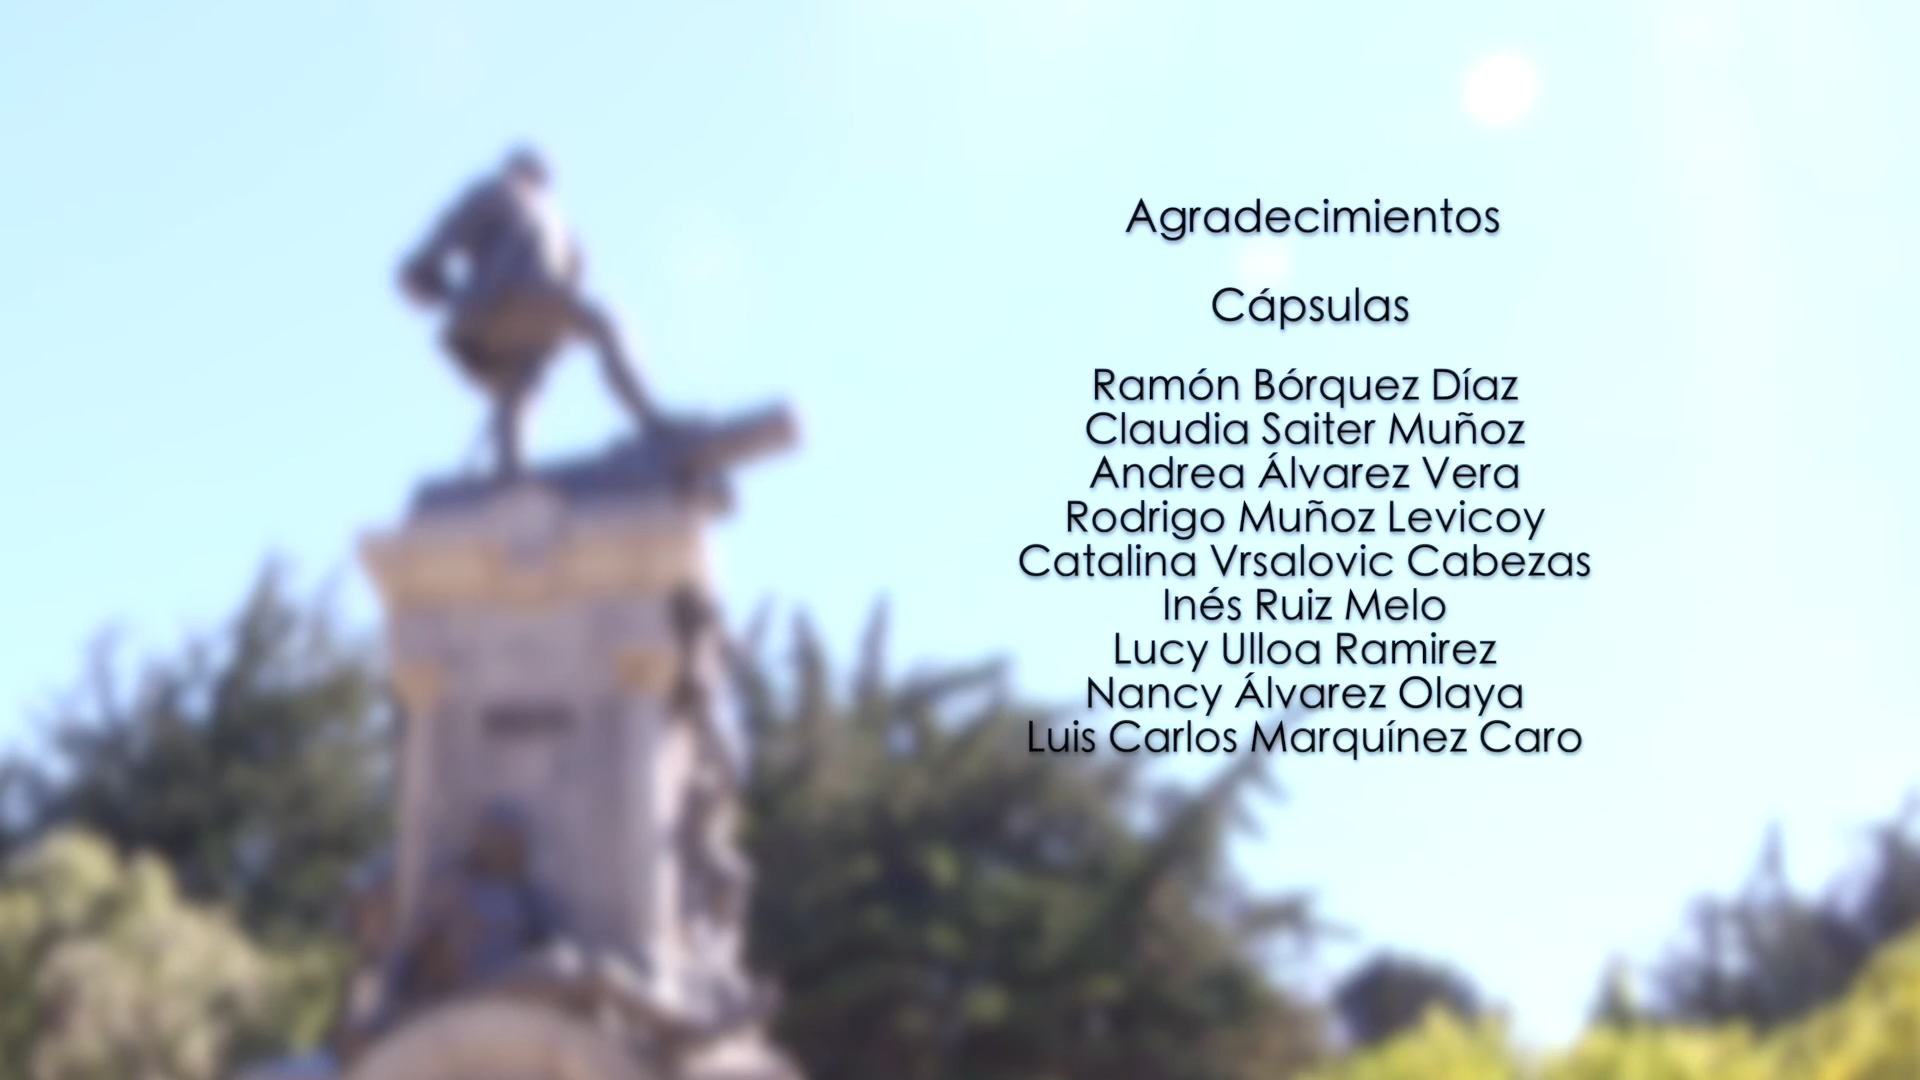 Agradecimientos
Cápsulas
Ramón Bórquez Díaz
Claudia Saiter Muñoz
Andrea Álvarez Vera
Rodrigo Muñoz Levicoy
Catalina Vrsalovic Cabezas
Inés Ruiz Melo
Lucy Ulloa Ramirez
Nancy Álvarez Olaya
Luis Carlos Marquínez Caro